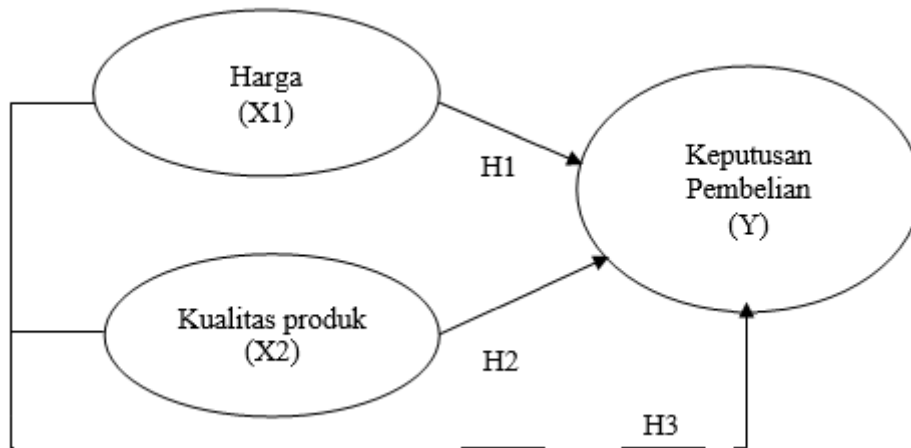 Harga
(X1)
H1
Keputusan
Pembelian
(Y)
Kualitas produk
(X2)
H2
H3